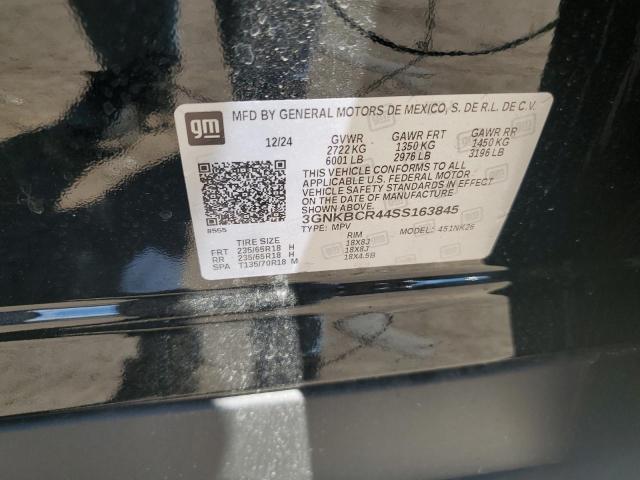 gm
MFD BY GENERAL MOTORS DE MEXICO, S. DE R.L. DE C.V.
12/24 GVWR GAWR FRT GAWR RR
2722 KG 1350 KG 1450 KG
6001 LB 2976 LB 3196 LB
THIS VEHICLE CONFORMS TO ALL
APPLICABLE U.S. FEDERAL MOTOR
VEHICLE SAFETY STANDARDS IN EFFECT
ON THE DATE OF MANUFACTURE
SHOWN ABOVE.
3GNKBCR44SS163845
TYPE: MPV MODEL: 451NK26
TIRE SIZE RIM
FRT 235/65R18 H 18X8J
RR 235/65R18 H 18X8J
SPA T135/70R18 M 18X4.5B